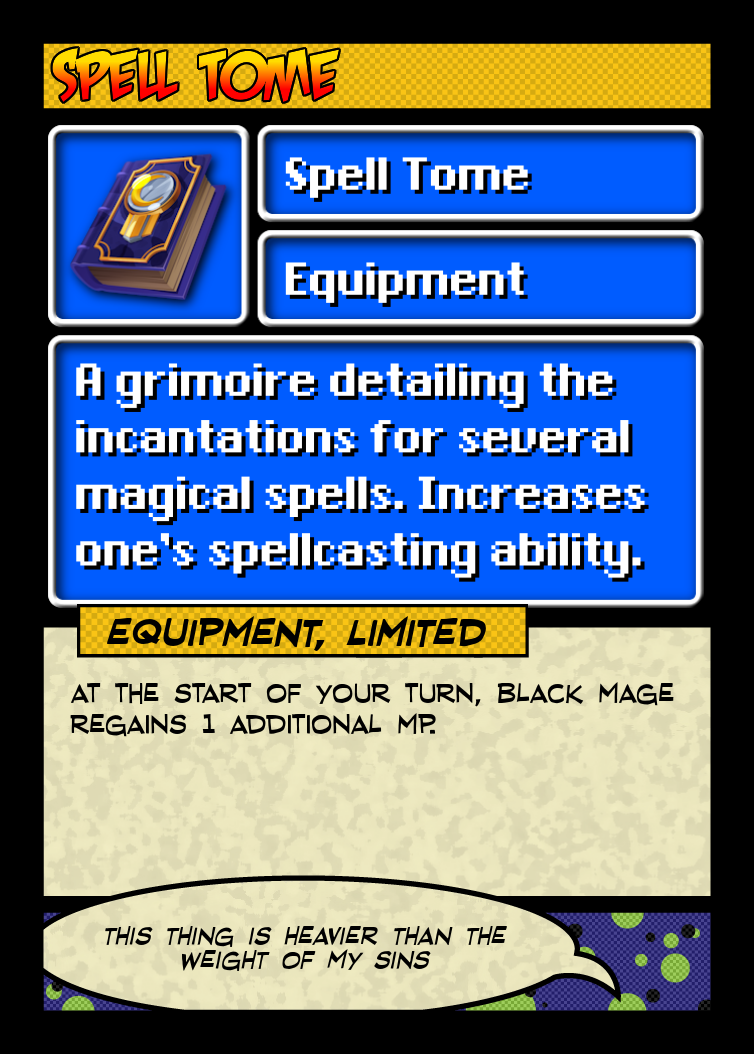 SPELL TOME
Spell Tome
Equipment
A grimoire detailing the
incantations for several
magical spells. Increases
one's spellcasting ability.
EQUIPMENT, LIMITED
AT THE START OF YOUR TURN, BLACK MAGE
REGAINS 1 ADDITIONAL MP.
THIS THING IS HEAVIER THAN THE
WEIGHT OF MY SINS